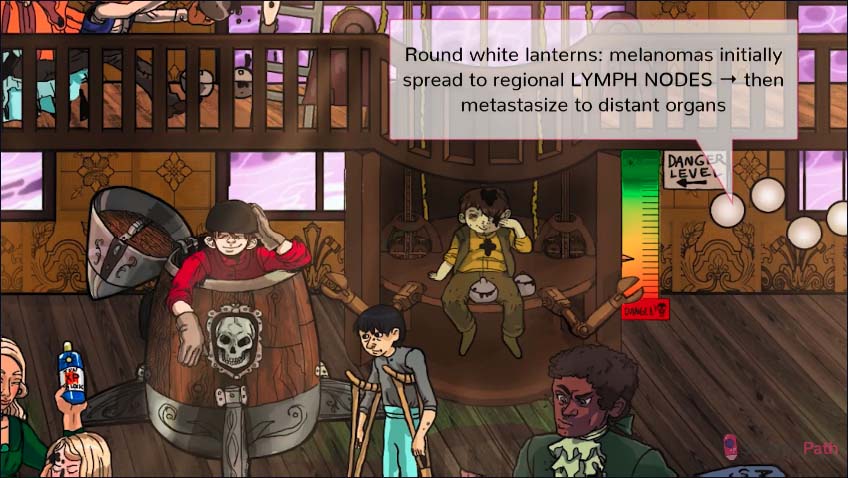 Round white lanterns: melanomas initially
spread to regional LYMPH NODES → then
metastasize to distant organs
DANGER
LEVEL
DANGER!
XP
Path